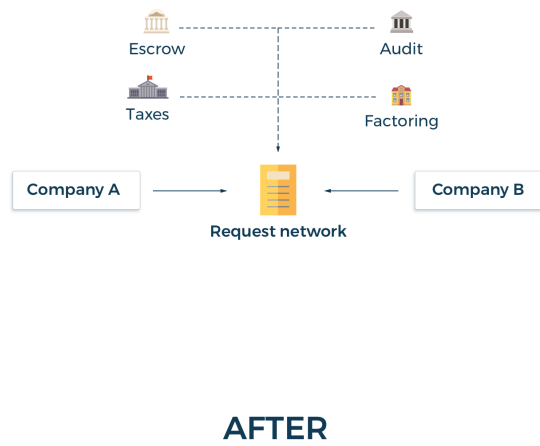 Escrow
Audit
Taxes
Factoring
Company A
Company B
Request network
AFTER